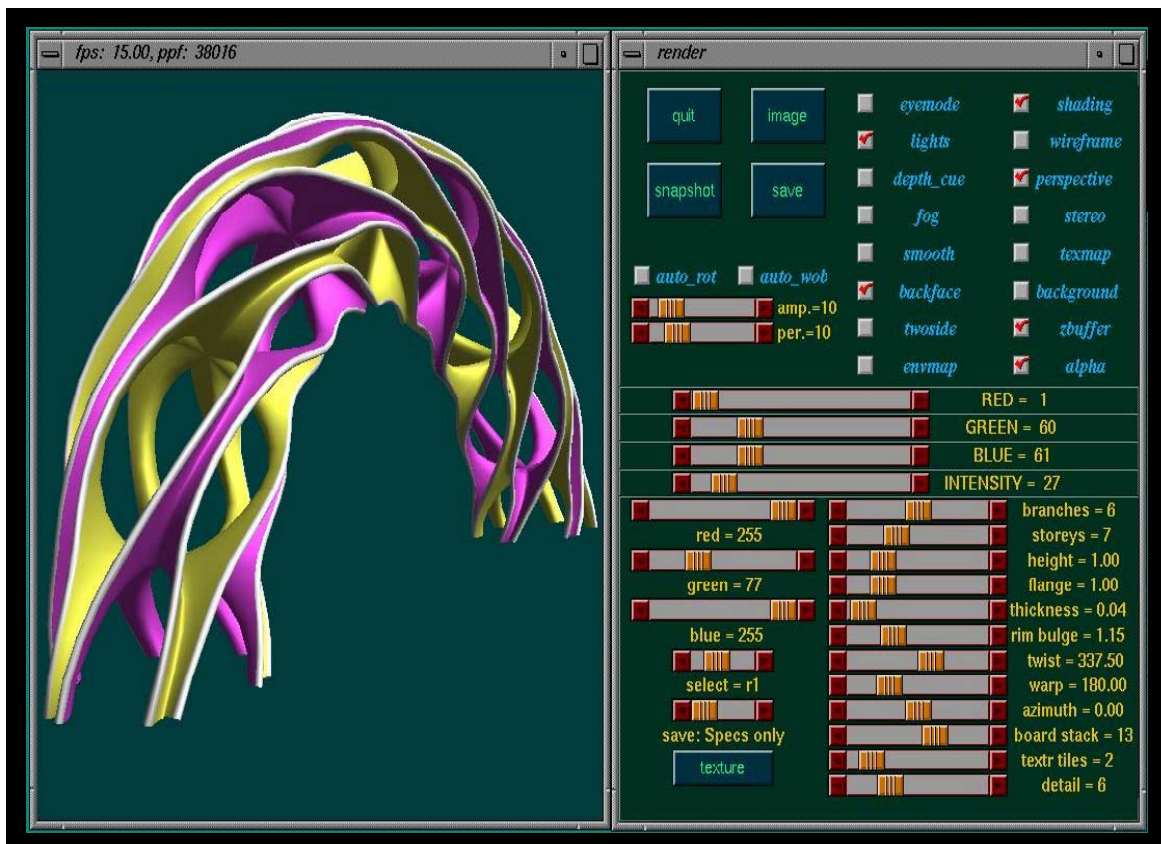 fps: 15.00, ppf: 38016
render
quit
image
snapshot
save
eyemode
shading
lights
wireframe
depth_cue
perspective
fog
stereo
smooth
texmap
backface
background
twoside
zbuffer
envmap
alpha
auto_rot
auto_wob
amp.=10
per.=10
RED = 1
GREEN = 60
BLUE = 61
INTENSITY = 27
red = 255
green = 77
blue = 255
select = r1
save: Specs only
texture
branches = 6
storeys = 7
height = 1.00
flange = 1.00
thickness = 0.04
rim bulge = 1.15
twist = 337.50
warp = 180.00
azimuth = 0.00
board stack = 13
textr tiles = 2
detail = 6